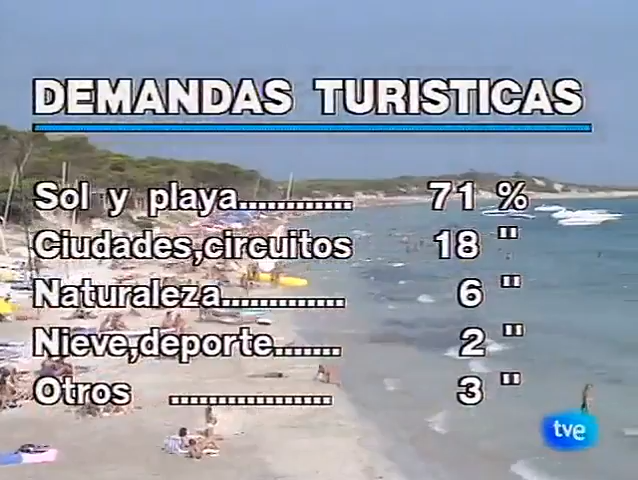 DEMANDAS TURISTICAS
Sol y playa............ 71 %
Ciudades,circuitos 18 "
Naturaleza............. 6 "
Nieve,deporte....... 2 "
Otros ................. 3 "
tve